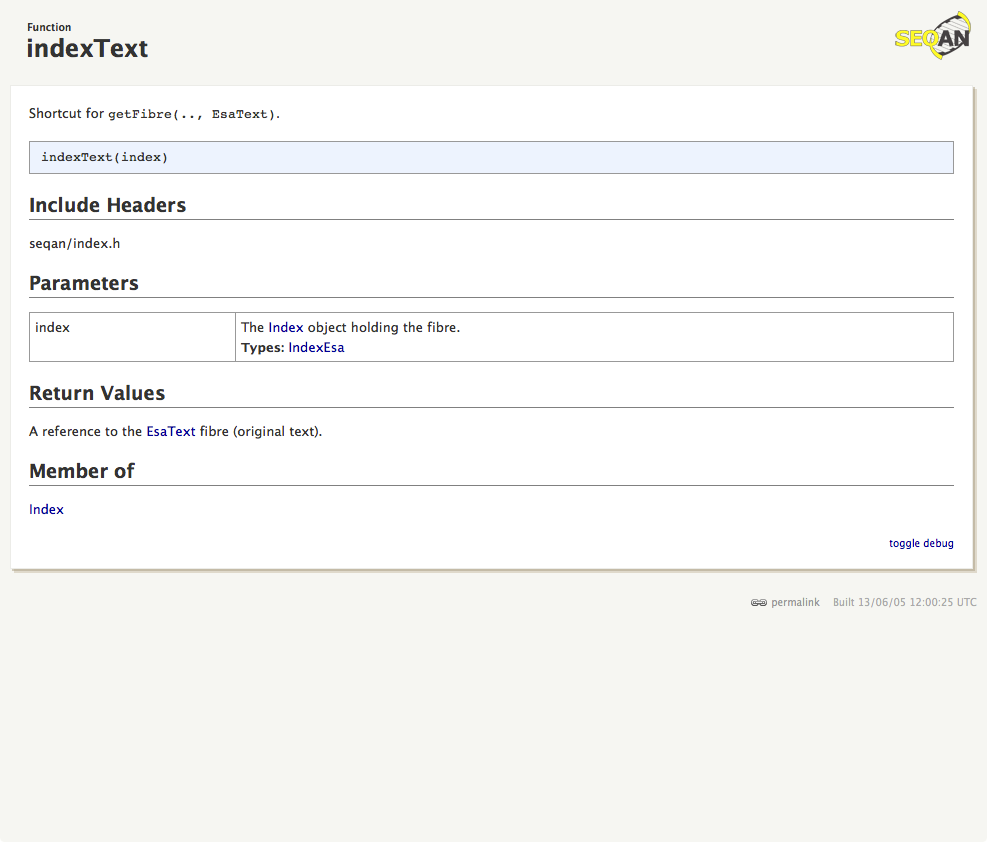 Function
indexText
SEQAN
Shortcut for getFibre(.., EsaText).
indexText(index)
Include Headers
seqan/index.h
Parameters
index
The Index object holding the fibre.
Types: IndexEsa
Return Values
A reference to the EsaText fibre (original text).
Member of
Index
toggle debug
permalink Built 13/06/05 12:00:25 UTC